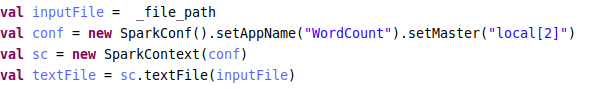 val inputFile =  _file_path
val conf = new SparkConf().setAppName("WordCount").setMaster("local[2]")
val sc = new SparkContext(conf)
val textFile = sc.textFile(inputFile)